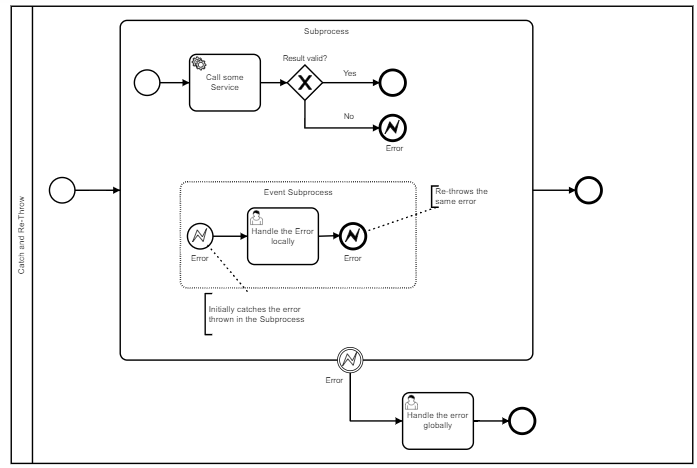 Catch and Re-Throw
Subprocess
Call some
Service
Result valid?
Yes
No
Error
Event Subprocess
Error
Handle the Error
locally
Error
Re-throws the
same error
Initially catches the error
thrown in the Subprocess
Error
Handle the error
globally